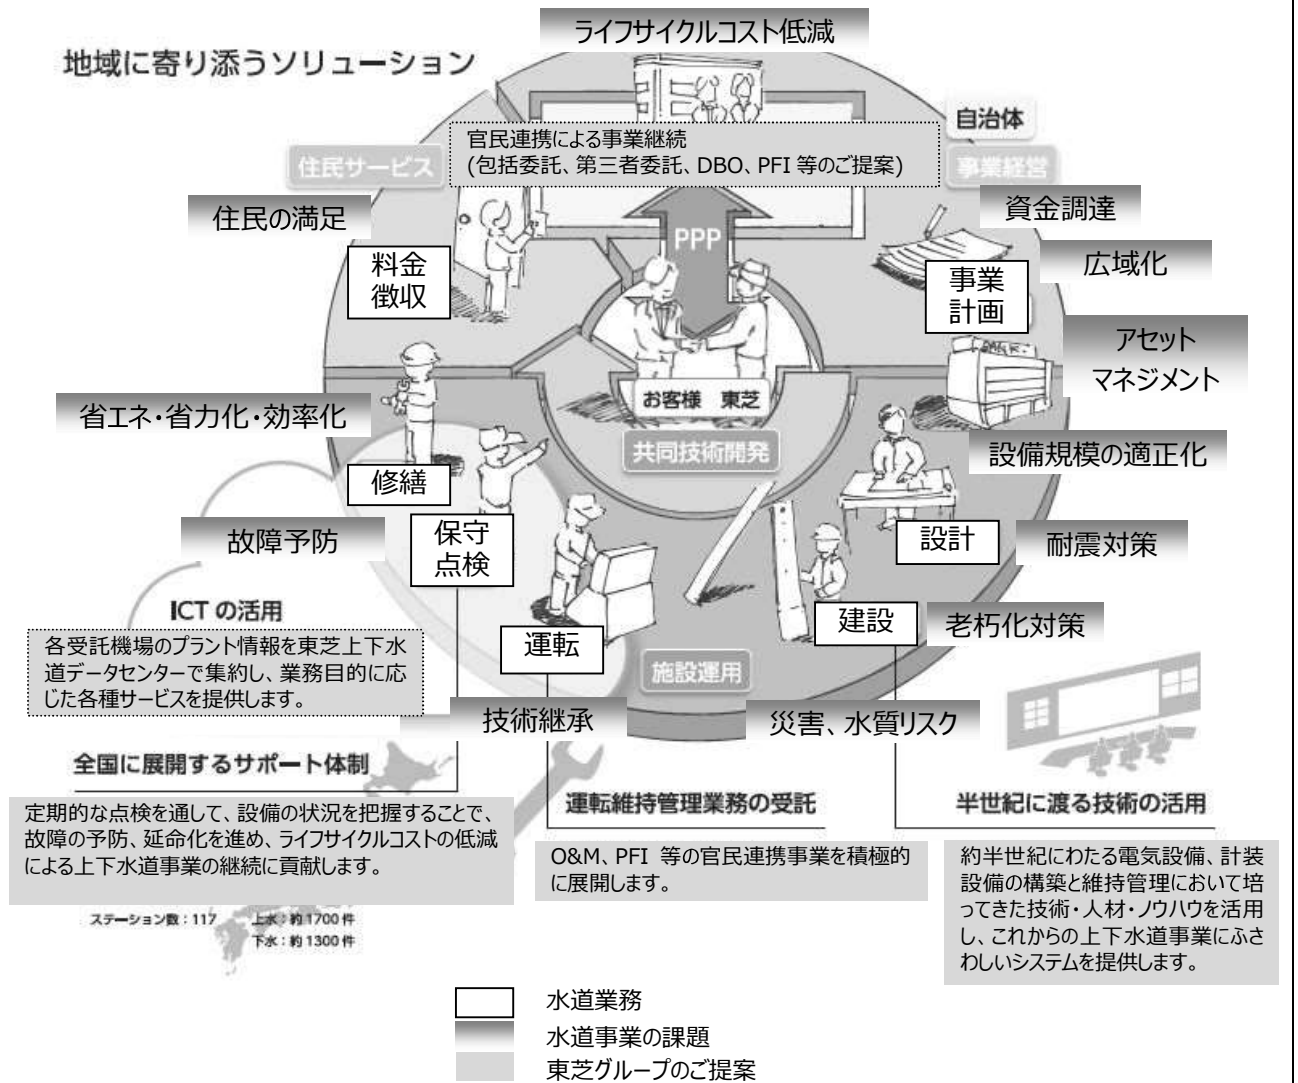 ライフサイクルコスト低減
地域に寄り添うソリューション
自治体
官民連携による事業継続
(包括委託、第三者委託、DBO、PFI 等のご提案)
住民サービス
事業経営
住民の満足
資金調達
PPP
料金
徴収
広域化
事業
計画
アセット
マネジメント
BANK
お客様 東芝
省エネ・省力化・効率化
共同技術開発
設備規模の適正化
修繕
故障予防
保守
点検
設計
耐震対策
ICT の活用
建設
老朽化対策
各受託機場のプラント情報を東芝上下水
道データセンターで集約し、業務目的に応
じた各種サービスを提供します。
運転
施設運用
技術継承
災害、水質リスク
全国に展開するサポート体制
定期的な点検を通して、設備の状況を把握することで、
故障の予防、延命化を進め、ライフサイクルコストの低減
による上下水道事業の継続に貢献します。
ステーション数：117
上水：約1700件
下水：約1300件
運転維持管理業務の受託
O&M、PFI 等の官民連携事業を積極的
に展開します。
半世紀に渡る技術の活用
約半世紀にわたる電気設備、計装
設備の構築と維持管理において培
ってきた技術・人材・ノウハウを活用
し、これからの上下水道事業にふさ
わしいシステムを提供します。
水道業務
水道事業の課題
東芝グループのご提案